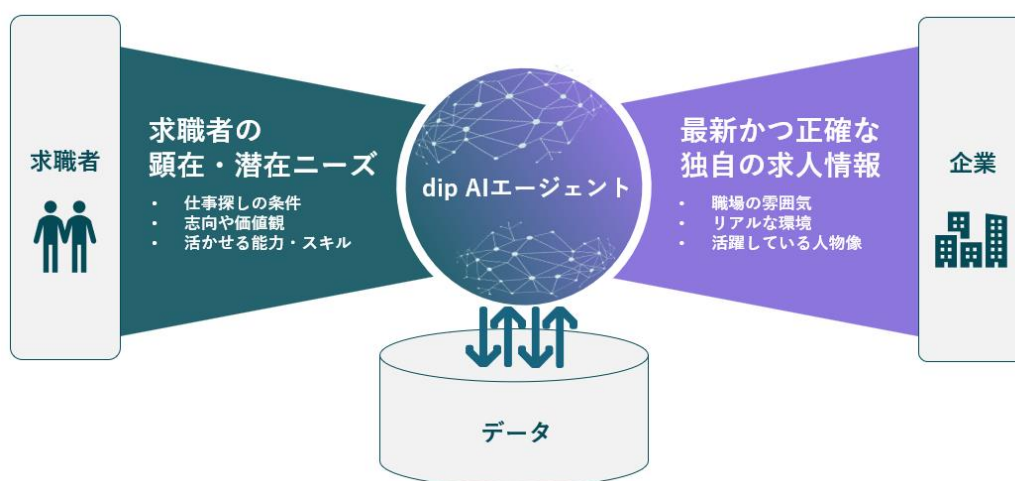 求職者
求職者の
顕在・潜在ニーズ
• 仕事探しの条件
• 志向や価値観
• 活かせる能力・スキル
dip AIエージェント
最新かつ正確な
独自の求人情報
• 職場の雰囲気
• リアルな環境
• 活躍している人物像
企業
データ